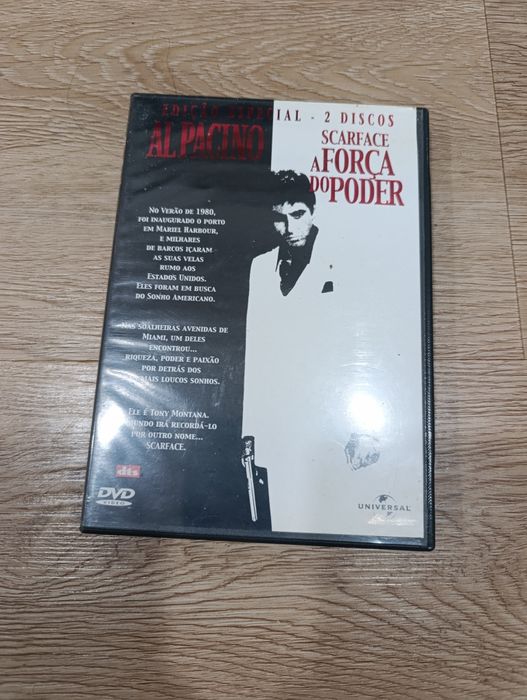 EDIÇÃO ESPECIAL - 2 DISCOS
AL PACINO
SCARFACE
A FORÇA
DO PODER
NO VERÃO DE 1980,
FOI INAUGURADO O PORTO
EM MARIEL HARBOUR,
E MILHARES
DE BARCOS IÇARAM
AS SUAS VELAS
RUMO AOS
ESTADOS UNIDOS.
ELES FORAM EM BUSCA
DO SONHO AMERICANO.
NAS SOALHEIRAS AVENIDAS DE
MIAMI, UM DELES
ENCONTROU...
RIQUEZA, PODER E PAIXÃO
POR DETRÁS DOS
MAIS LOUCOS SONHOS.
ELE É TONY MONTANA.
MUNDO IRÁ RECORDÁ-LO
POR OUTRO NOME...
SCARFACE.
dts
DVD
VIDEO
UNIVERSAL